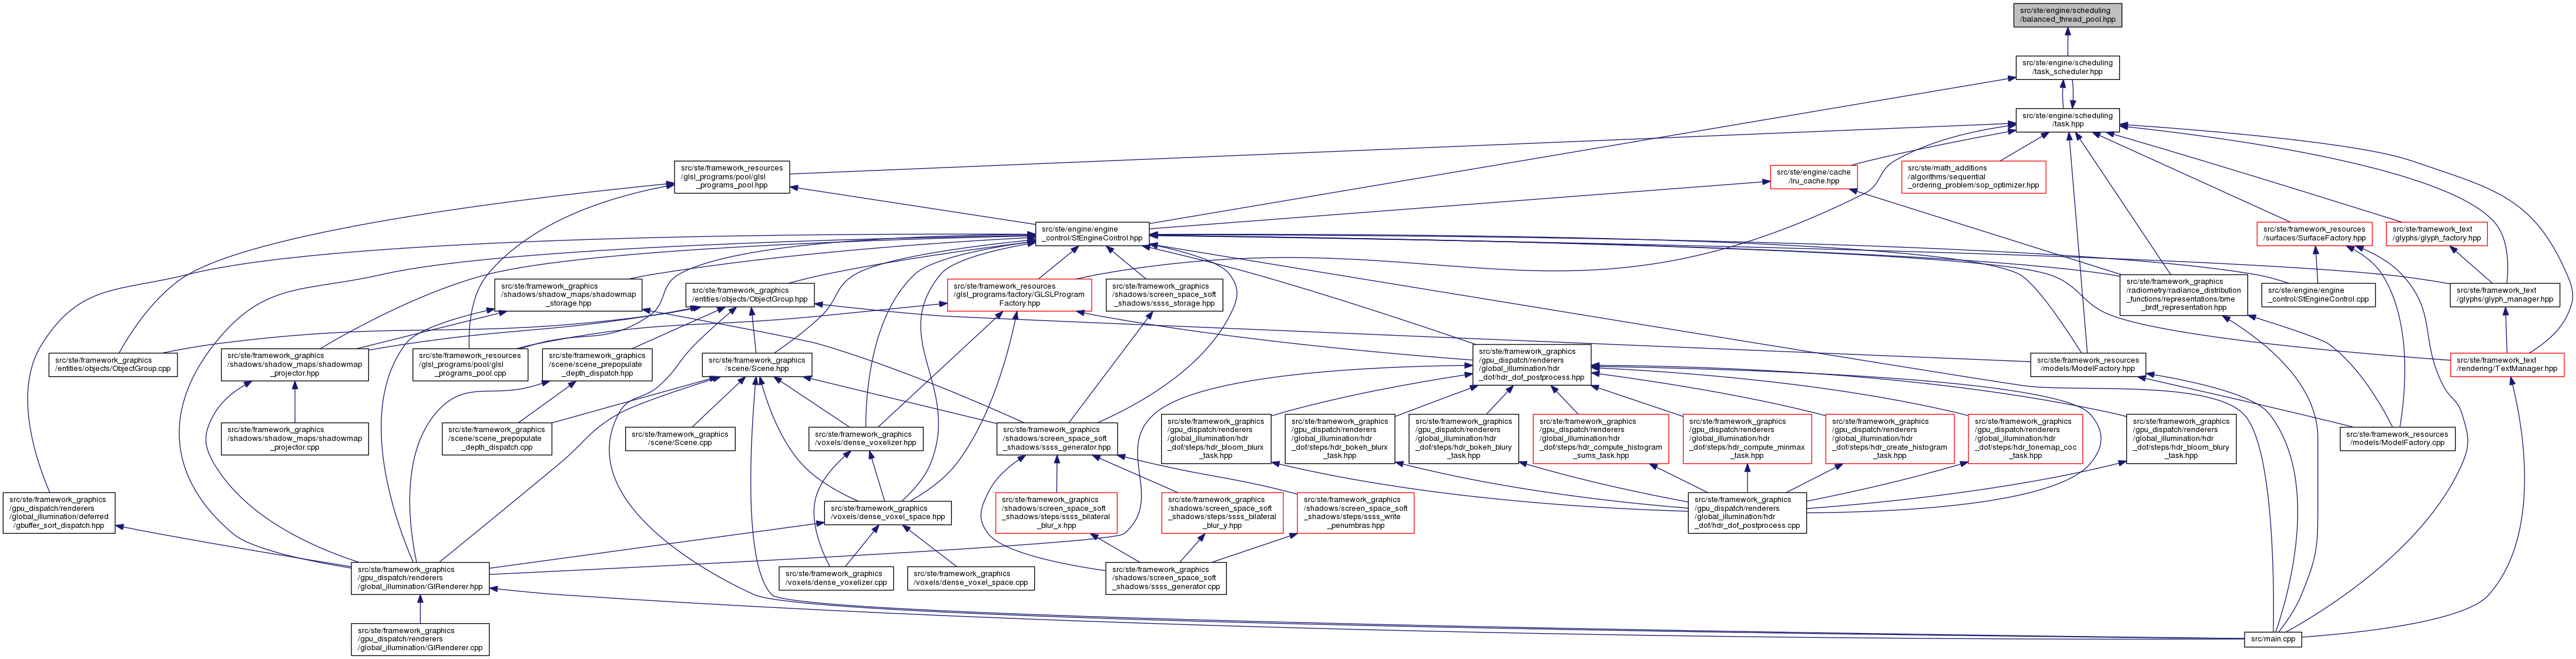 src/ste/engine/scheduling
/balanced_thread_pool.hpp
src/ste/engine/scheduling
/task_scheduler.hpp
src/ste/engine/scheduling
/task.hpp
src/ste/framework_resources
/glsl_programs/pool/glsl
_programs_pool.hpp
src/ste/engine/cache
/lru_cache.hpp
src/ste/math_additions
/algorithms/sequential
_ordering_problem/sop_optimizer.hpp
src/ste/engine/engine
_control/StEngineControl.hpp
src/ste/framework_resources
/surfaces/SurfaceFactory.hpp
src/ste/framework_text
/glyphs/glyph_factory.hpp
src/ste/framework_graphics
/shadows/shadow_maps/shadowmap
_storage.hpp
src/ste/framework_graphics
/entities/objects/ObjectGroup.hpp
src/ste/framework_resources
/glsl_programs/factory/GLSLProgram
Factory.hpp
src/ste/framework_graphics
/shadows/screen_space_soft
_shadows/ssss_storage.hpp
src/ste/framework_graphics
/radiometry/radiance_distribution
_functions/representations/bme
_brdf_representation.hpp
src/ste/engine/engine
_control/StEngineControl.cpp
src/ste/framework_text
/glyphs/glyph_manager.hpp
src/ste/framework_graphics
/entities/objects/ObjectGroup.cpp
src/ste/framework_graphics
/shadows/shadow_maps/shadowmap
_projector.hpp
src/ste/framework_resources
/glsl_programs/pool/glsl
_programs_pool.cpp
src/ste/framework_graphics
/scene/scene_prepopulate
_depth_dispatch.hpp
src/ste/framework_graphics
/scene/Scene.hpp
src/ste/framework_graphics
/gpu_dispatch/renderers
/global_illumination/hdr
_dof/hdr_dof_postprocess.hpp
src/ste/framework_resources
/models/ModelFactory.hpp
src/ste/framework_text
/rendering/TextManager.hpp
src/ste/framework_graphics
/shadows/shadow_maps/shadowmap
_projector.cpp
src/ste/framework_graphics
/scene/scene_prepopulate
_depth_dispatch.cpp
src/ste/framework_graphics
/scene/Scene.cpp
src/ste/framework_graphics
/voxels/dense_voxelizer.hpp
src/ste/framework_graphics
/shadows/screen_space_soft
_shadows/ssss_generator.hpp
src/ste/framework_graphics
/gpu_dispatch/renderers
/global_illumination/hdr
_dof/steps/hdr_bloom_blurx
_task.hpp
src/ste/framework_graphics
/gpu_dispatch/renderers
/global_illumination/hdr
_dof/steps/hdr_bokeh_blurx
_task.hpp
src/ste/framework_graphics
/gpu_dispatch/renderers
/global_illumination/hdr
_dof/steps/hdr_bokeh_blury
_task.hpp
src/ste/framework_graphics
/gpu_dispatch/renderers
/global_illumination/hdr
_dof/steps/hdr_compute_histogram
_sums_task.hpp
src/ste/framework_graphics
/gpu_dispatch/renderers
/global_illumination/hdr
_dof/steps/hdr_compute_minmax
_task.hpp
src/ste/framework_graphics
/gpu_dispatch/renderers
/global_illumination/hdr
_dof/steps/hdr_create_histogram
_task.hpp
src/ste/framework_graphics
/gpu_dispatch/renderers
/global_illumination/hdr
_dof/steps/hdr_tonemap_coc
_task.hpp
src/ste/framework_graphics
/gpu_dispatch/renderers
/global_illumination/hdr
_dof/steps/hdr_bloom_blury
_task.hpp
src/ste/framework_resources
/models/ModelFactory.cpp
src/ste/framework_graphics
/gpu_dispatch/renderers
/global_illumination/deferred
/gbuffer_sort_dispatch.hpp
src/ste/framework_graphics
/voxels/dense_voxel_space.hpp
src/ste/framework_graphics
/shadows/screen_space_soft
_shadows/steps/ssss_bilateral
_blur_x.hpp
src/ste/framework_graphics
/shadows/screen_space_soft
_shadows/steps/ssss_bilateral
_blur_y.hpp
src/ste/framework_graphics
/shadows/screen_space_soft
_shadows/steps/ssss_write
_penumbras.hpp
src/ste/framework_graphics
/gpu_dispatch/renderers
/global_illumination/hdr
_dof/hdr_dof_postprocess.cpp
src/ste/framework_graphics
/gpu_dispatch/renderers
/global_illumination/GIRenderer.hpp
src/ste/framework_graphics
/voxels/dense_voxelizer.cpp
src/ste/framework_graphics
/voxels/dense_voxel_space.cpp
src/ste/framework_graphics
/shadows/screen_space_soft
_shadows/ssss_generator.cpp
src/ste/framework_graphics
/gpu_dispatch/renderers
/global_illumination/GIRenderer.cpp
src/main.cpp